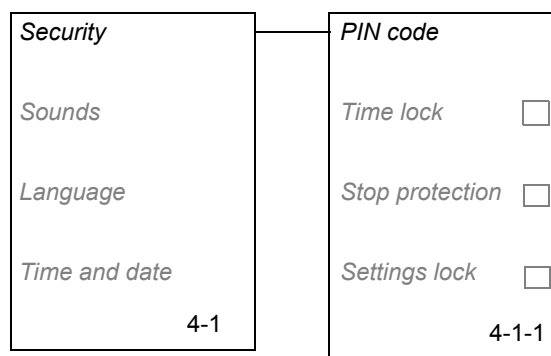 Security
Sounds
Language
Time and date
4-1
PIN code
Time lock
Stop protection
Settings lock
4-1-1